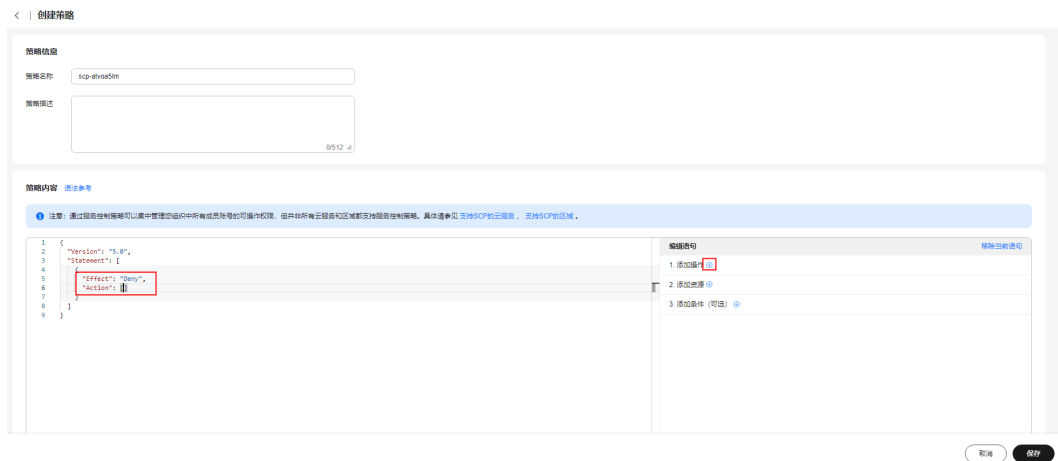 < | 创建策略
策略信息
策略名称 scp-atvoa5lm
策略描述
0/512
策略内容 语法参考
注意：通过服务控制策略可以集中管理您组织中所有成员账号的可操作权限，但并非所有云服务和区域都支持服务控制策略。具体请参见 支持SCP的云服务 、 支持SCP的区域 。
1 {
2 "Version": "5.0",
3 "Statement": [
4 {
5 "Effect": "Deny",
6 "Action": []
7 }
8 ]
9 }
编辑语句 移除当前语句
1. 添加操作
2. 添加资源
3. 添加条件（可选）
取消 保存